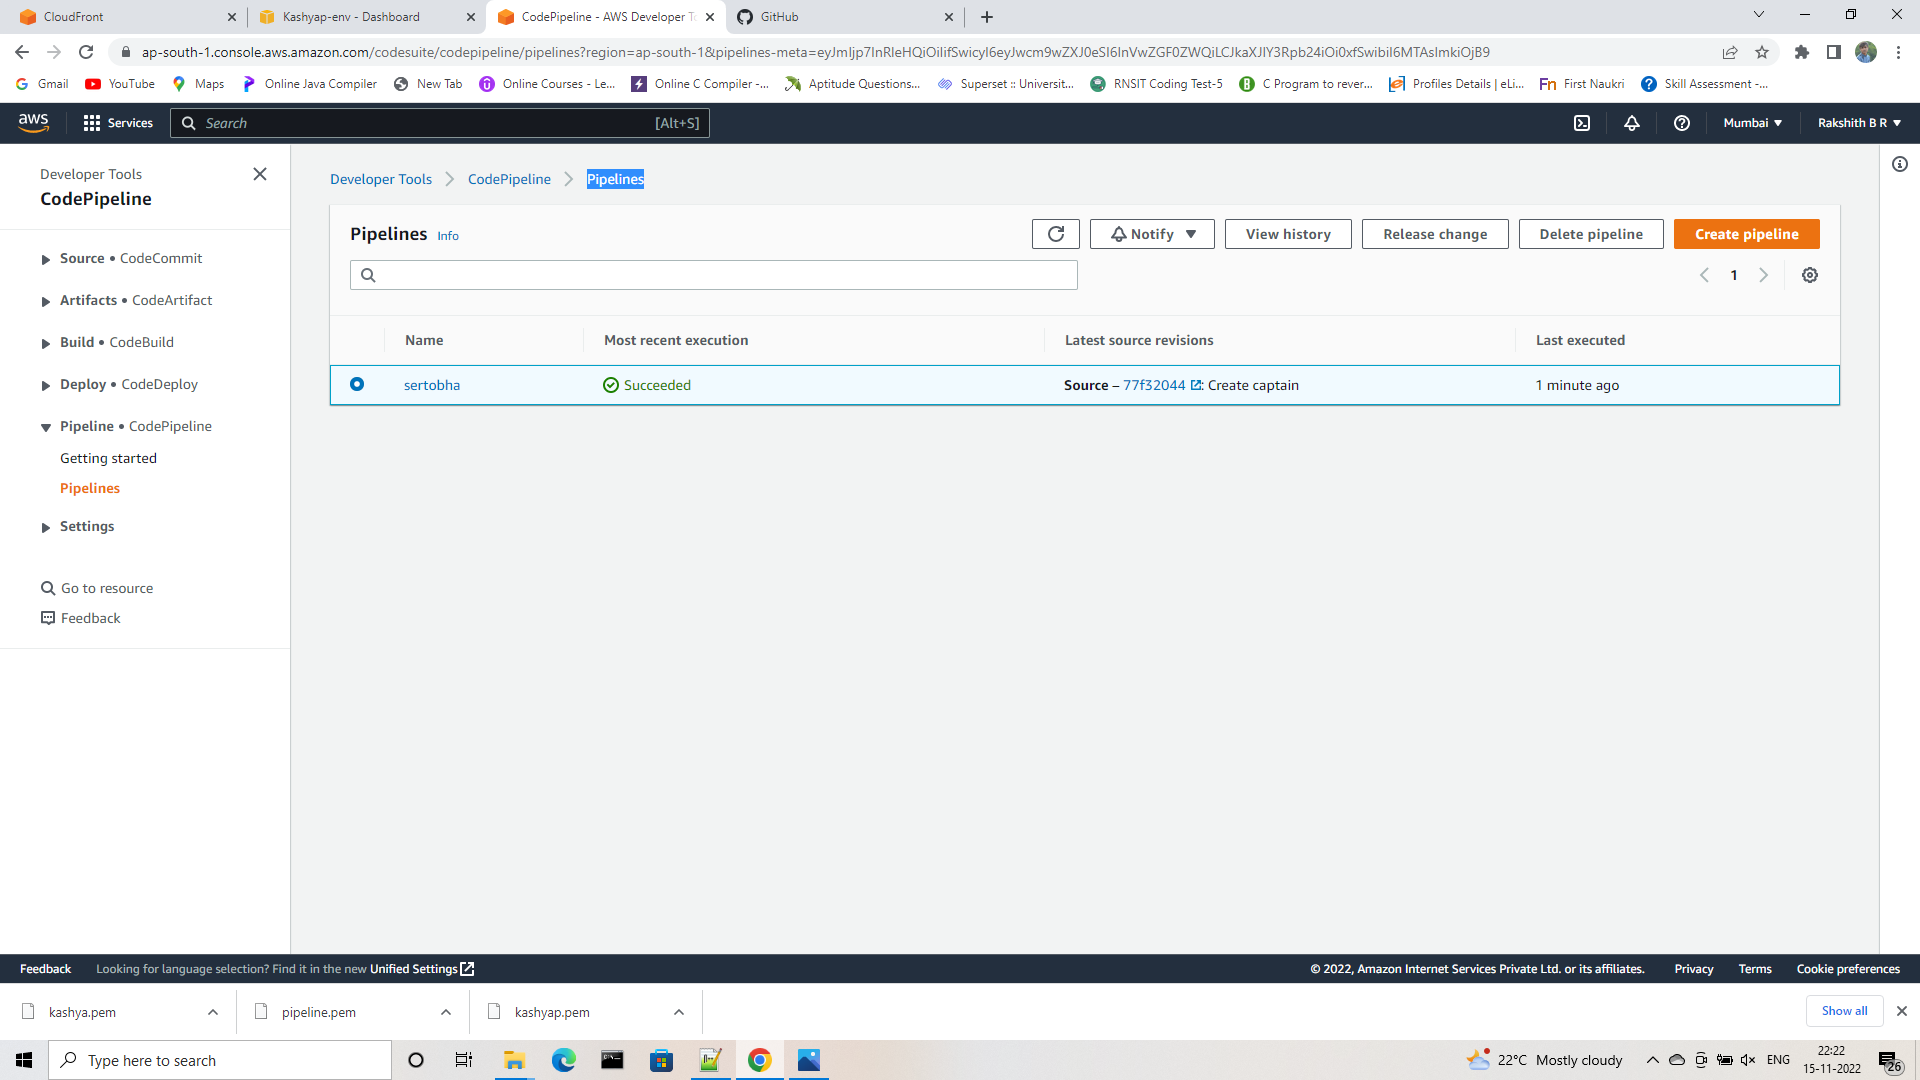 CloudFront
Kashyap-env - Dashboard
CodePipeline - AWS Developer To
GitHub
ap-south-1.console.aws.amazon.com/codesuite/codepipeline/pipelines?region=ap-south-1&pipelines-meta=
Gmail
YouTube
Maps
Online Java Compiler
New Tab
Online Courses - Le...
Online C Compiler -...
Aptitude Questions...
Superset :: Universit...
RNSIT Coding Test-5
C Program to rever...
Profiles Details | eLi...
First Naukri
Skill Assessment -...
aws
Services
Search
[Alt+S]
Mumbai
Rakshith B R
Developer Tools
CodePipeline
Source • CodeCommit
Artifacts • CodeArtifact
Build • CodeBuild
Deploy • CodeDeploy
Pipeline • CodePipeline
Getting started
Pipelines
Settings
Go to resource
Feedback
Developer Tools
CodePipeline
Pipelines
Pipelines Info
Notify
View history
Release change
Delete pipeline
Create pipeline
1
Name
Most recent execution
Latest source revisions
Last executed
sertobha
Succeeded
Source – 77f32044 : Create captain
1 minute ago
Feedback
Looking for language selection? Find it in the new Unified Settings
© 2022, Amazon Internet Services Private Ltd. or its affiliates.
Privacy
Terms
Cookie preferences
kashya.pem
pipeline.pem
kashyap.pem
Show all
Type here to search
22°C Mostly cloudy
ENG
22:22
15-11-2022
26